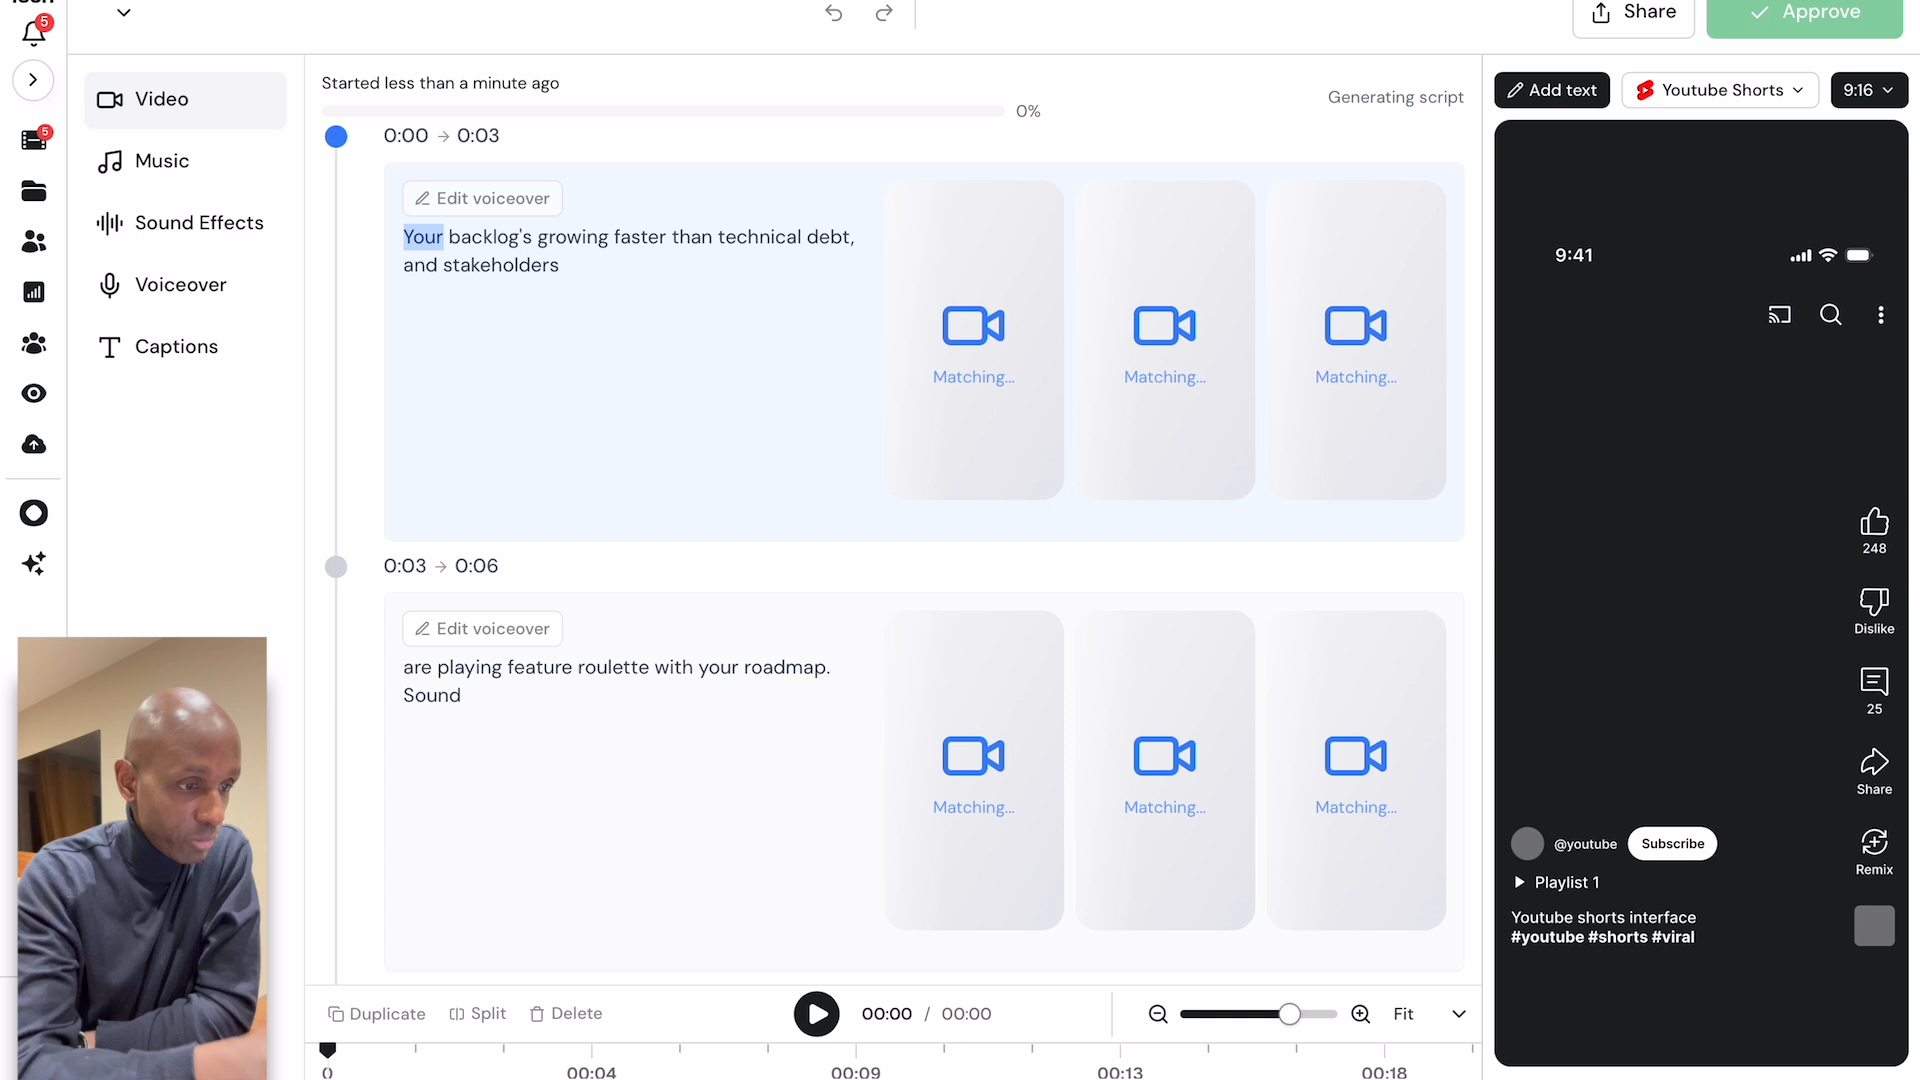 5
Share
Approve
Video
Music
Sound Effects
Voiceover
Captions
5
Started less than a minute ago
0%
Generating script
0:00 → 0:03
Edit voiceover
Your backlog's growing faster than technical debt,
and stakeholders
Matching...
Matching...
Matching...
0:03 → 0:06
Edit voiceover
are playing feature roulette with your roadmap.
Sound
Matching...
Matching...
Matching...
Duplicate
Split
Delete
00:00 / 00:00
Fit
0
00:04
00:09
00:13
00:18
Add text
Youtube Shorts
9:16
9:41
248
Dislike
25
Share
Remix
@youtube
Subscribe
Playlist 1
Youtube shorts interface
#youtube #shorts #viral